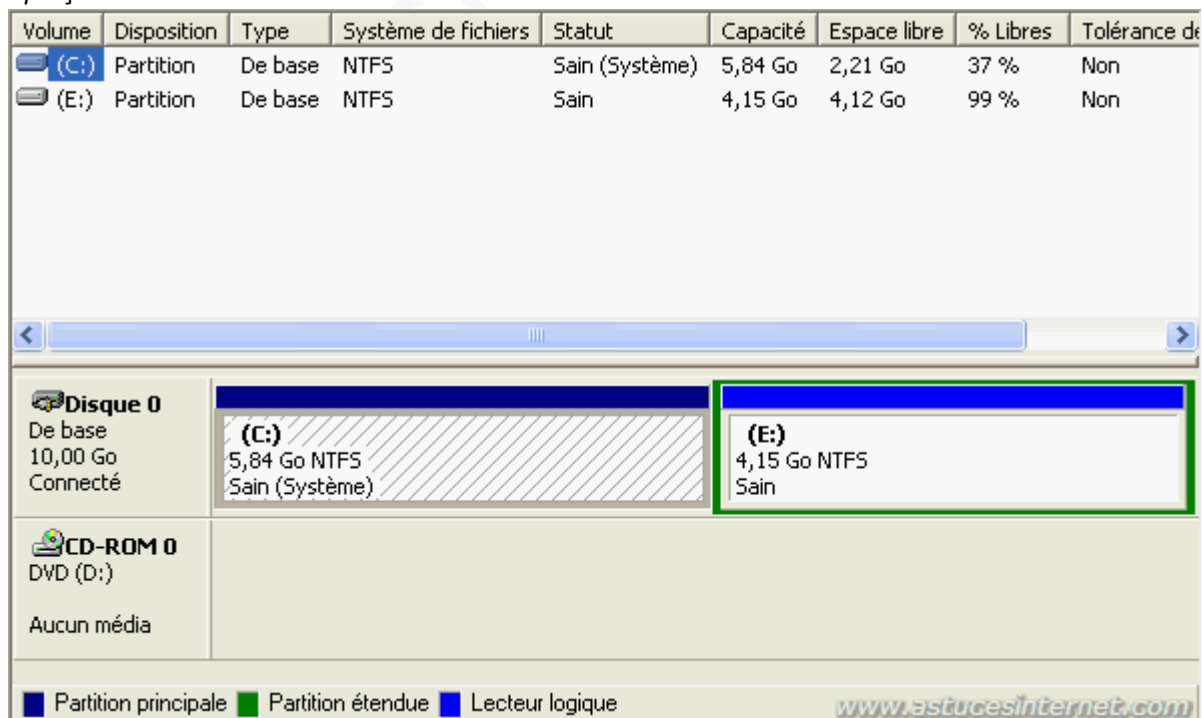 Volume Disposition Type Système de fichiers Statut Capacité Espace libre % Libres Tolérance de
(C:) Partition De base NTFS Sain (Système) 5,84 Go 2,21 Go 37 % Non
(E:) Partition De base NTFS Sain 4,15 Go 4,12 Go 99 % Non
Disque 0
De base
10,00 Go
Connecté
(C:)
5,84 Go NTFS
Sain (Système)
(E:)
4,15 Go NTFS
Sain
CD-ROM 0
DVD (D:)
Aucun média
Partition principale Partition étendue Lecteur logique
www.astucesinternet.com